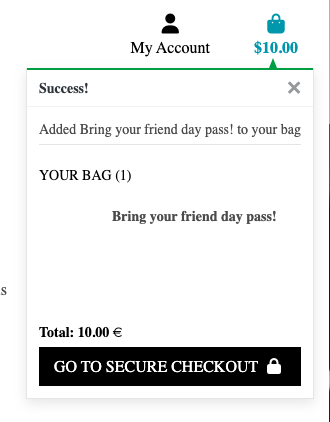 My Account
$10.00
Success!
Added Bring your friend day pass! to your bag
YOUR BAG (1)
Bring your friend day pass!
s
Total: 10.00 €
GO TO SECURE CHECKOUT